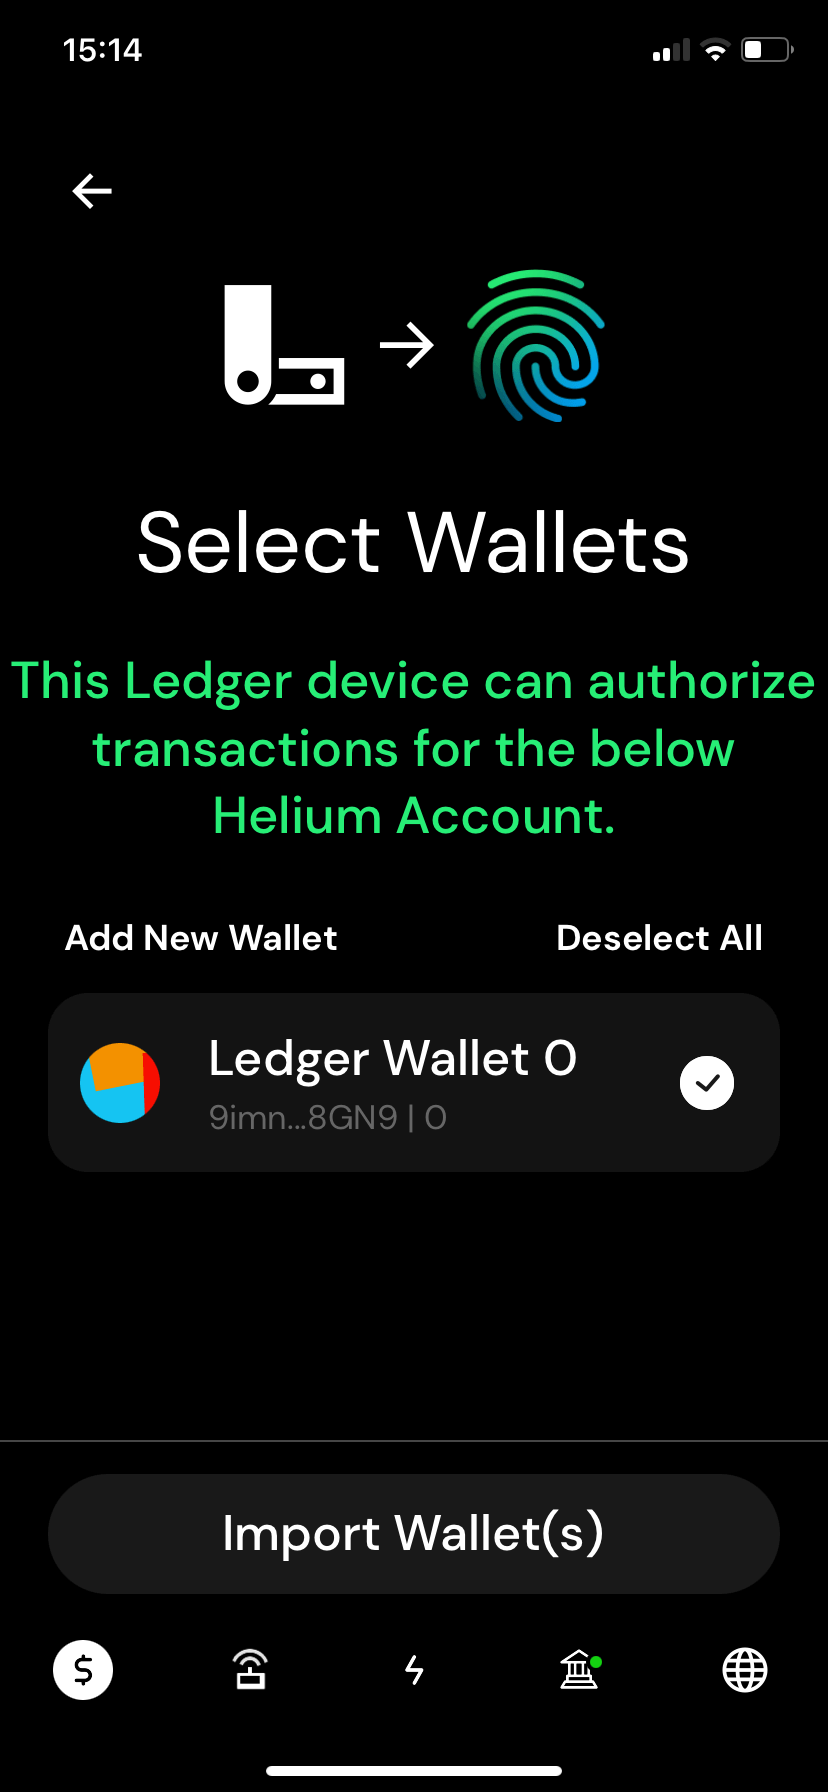 15:14
Select Wallets
This Ledger device can authorize
transactions for the below
Helium Account.
Add New Wallet
Deselect All
Ledger Wallet 0
9imn...8GN9 | 0
Import Wallet(s)